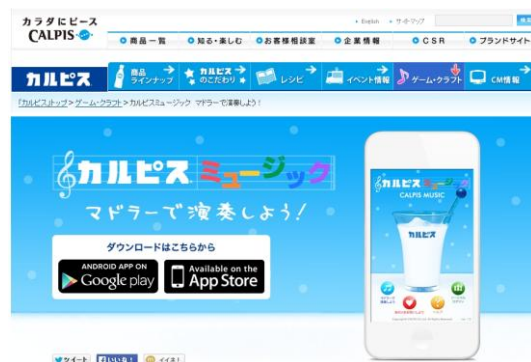 カラダにピース
CALPIS
English サイトマップ
商品一覧 知る・楽しむ お客様相談室 企業情報 CSR ブランドサイト
カルピス 商品ラインナップ カルピスのこだわり レシピ イベント情報 ゲーム・クラフト CM情報
「カルピス」トップ > ゲーム・クラフト > カルピスミュージック マドラーで演奏しよう!
カルピスミュージック
マドラーで演奏しよう!
ダウンロードはこちらから
ANDROID APP ON
Google play
Available on the
App Store
カルピス ミュージック
CALPIS MUSIC
カルピス
ツイート いいね! イイネ!